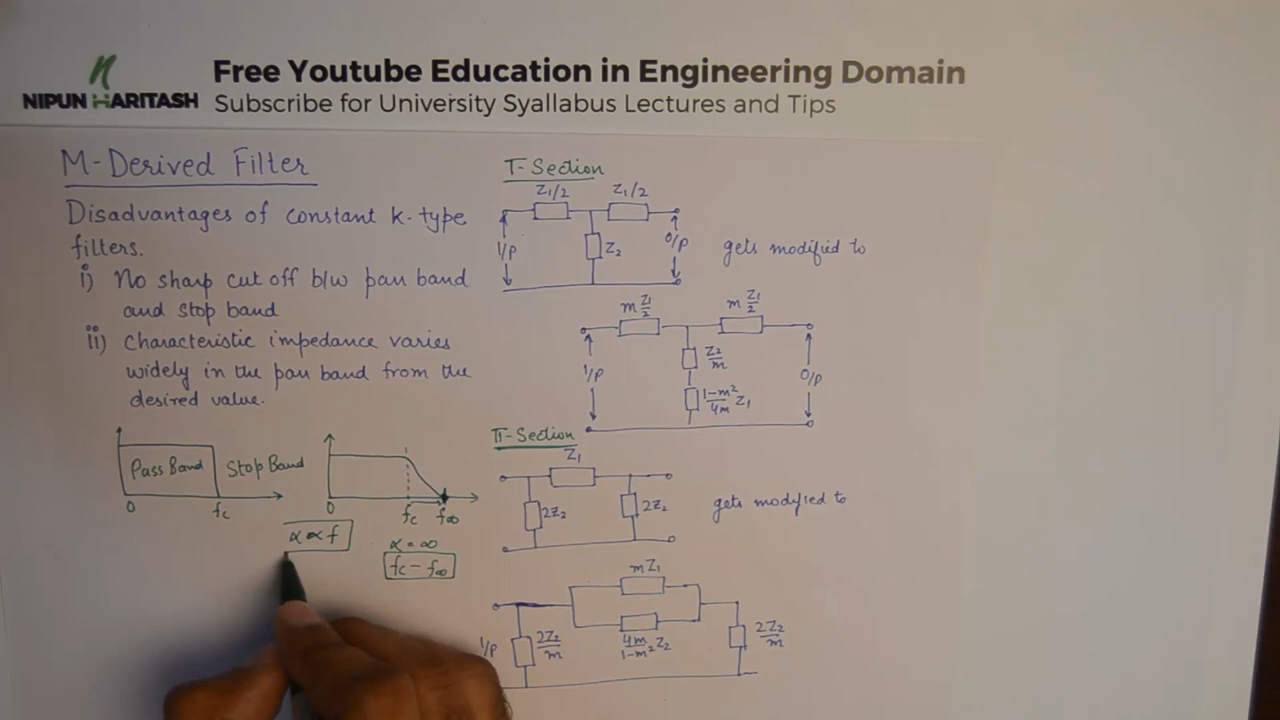 n
NIPUN HARITASH
Free Youtube Education in Engineering Domain
Subscribe for University Syallabus Lectures and Tips
M-Derived Filter
Disadvantages of constant k-type
filters.
i) No sharp cut off b/w pass band
and stop band
ii) Characteristic impedance varies
widely in the pass band from the
desired value.
Pass Band
Stop Band
0
fc
0
fc
f∞
α ∝ f
α = ∞
fc - f∞
T-Section
Z1/2
Z1/2
I/P
Z2
O/P
gets modified to
m Z1/2
m Z1/2
I/P
Z2/m
1-m²/4m Z1
O/P
π-Section
Z1
2Z2
2Z2
gets modified to
mZ1
4m/1-m² Z2
I/P
2Z2/m
2Z2/m